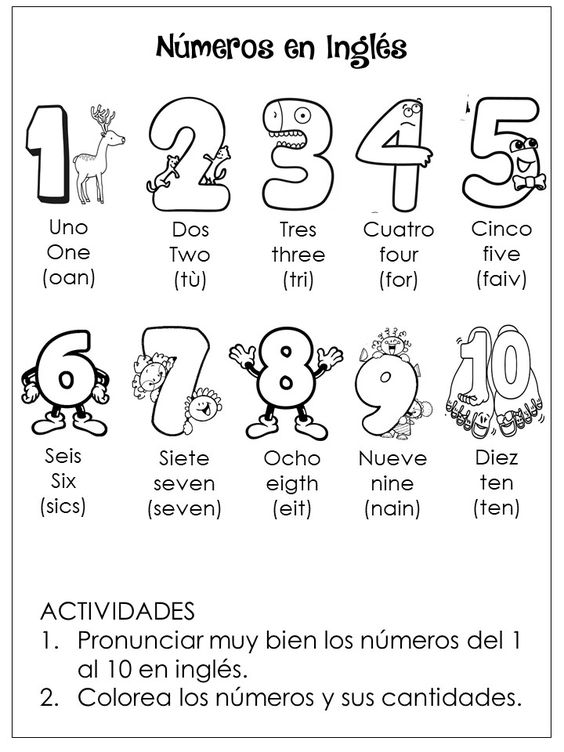 Números en Inglés
1 2 3 4 5
Uno Dos Tres Cuatro Cinco
One Two three four five
(oan) (tù) (tri) (for) (faiv)
6 7 8 9 10
Seis Siete Ocho Nueve Diez
Six seven eigth nine ten
(sics) (seven) (eit) (nain) (ten)
ACTIVIDADES
1. Pronunciar muy bien los números del 1
al 10 en inglés.
2. Colorea los números y sus cantidades.